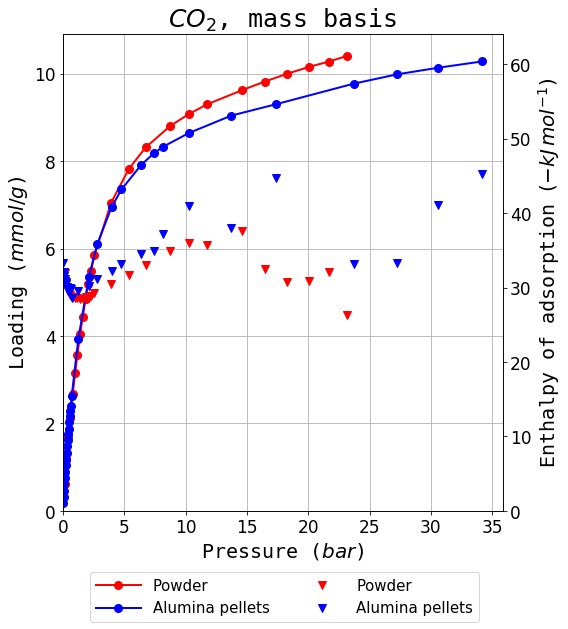 CO₂, mass basis
Loading (mmol/g)
Enthalpy of adsorption (−kJmol⁻¹)
10
8
6
4
2
0
60
50
40
30
20
10
0
0 5 10 15 20 25 30 35
Pressure (bar)
Powder Powder
Alumina pellets Alumina pellets